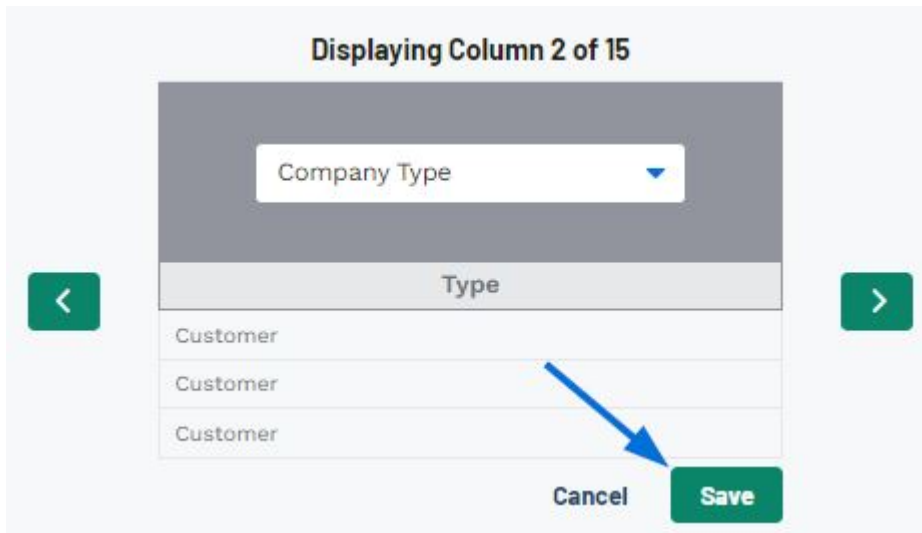 Displaying Column 2 of 15
Company Type
Type
Customer
Customer
Customer
Cancel Save